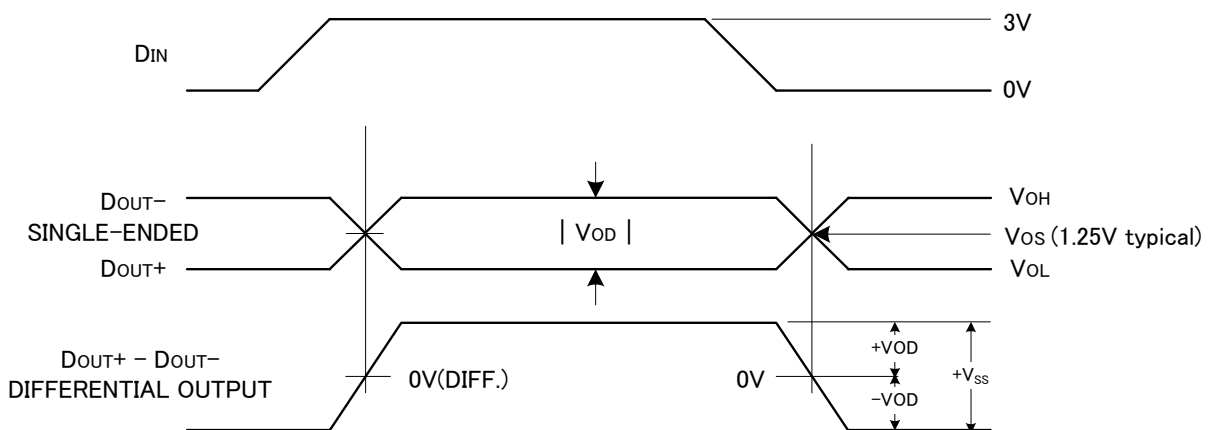 3V
DIN
0V
DOUT−
SINGLE−ENDED
DOUT+
| VOD |
VOH
VOS (1.25V typical)
VOL
DOUT+ − DOUT−
DIFFERENTIAL OUTPUT
0V(DIFF.)
0V
+VOD
−VOD
+VSS